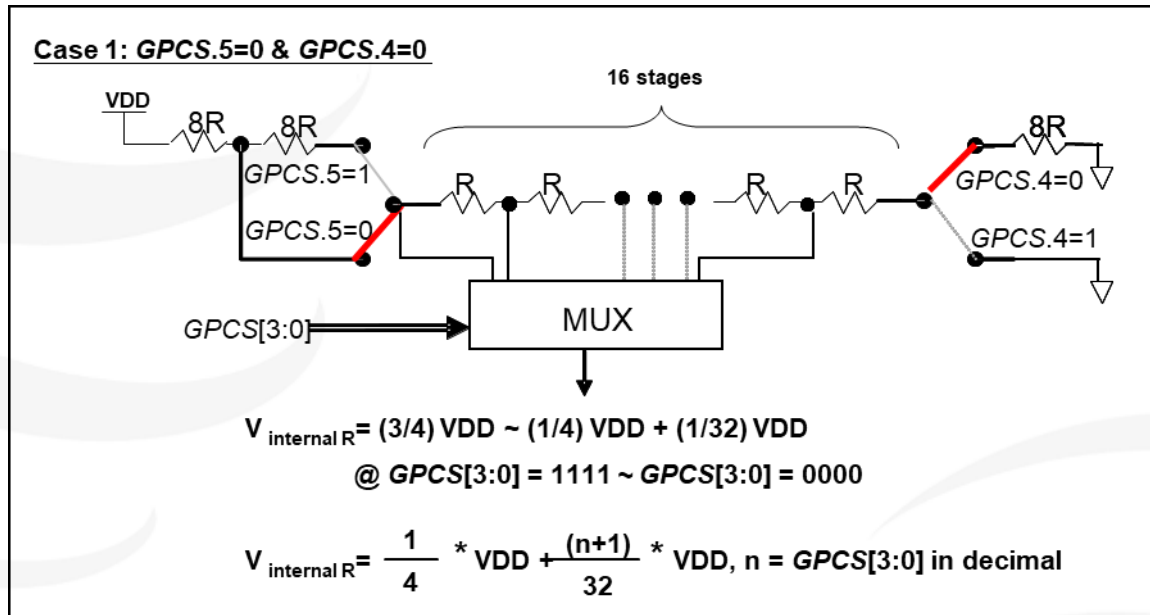 Case 1: GPCS.5=0 & GPCS.4=0
16 stages
VDD
8R
8R
8R
GPCS.5=1
R
R
R
R
GPCS.4=0
GPCS.5=0
GPCS.4=1
GPCS[3:0]
MUX
V internal R= (3/4) VDD ~ (1/4) VDD + (1/32) VDD
@ GPCS[3:0] = 1111 ~ GPCS[3:0] = 0000
V internal R= 1/4 * VDD + (n+1)/32 * VDD, n = GPCS[3:0] in decimal